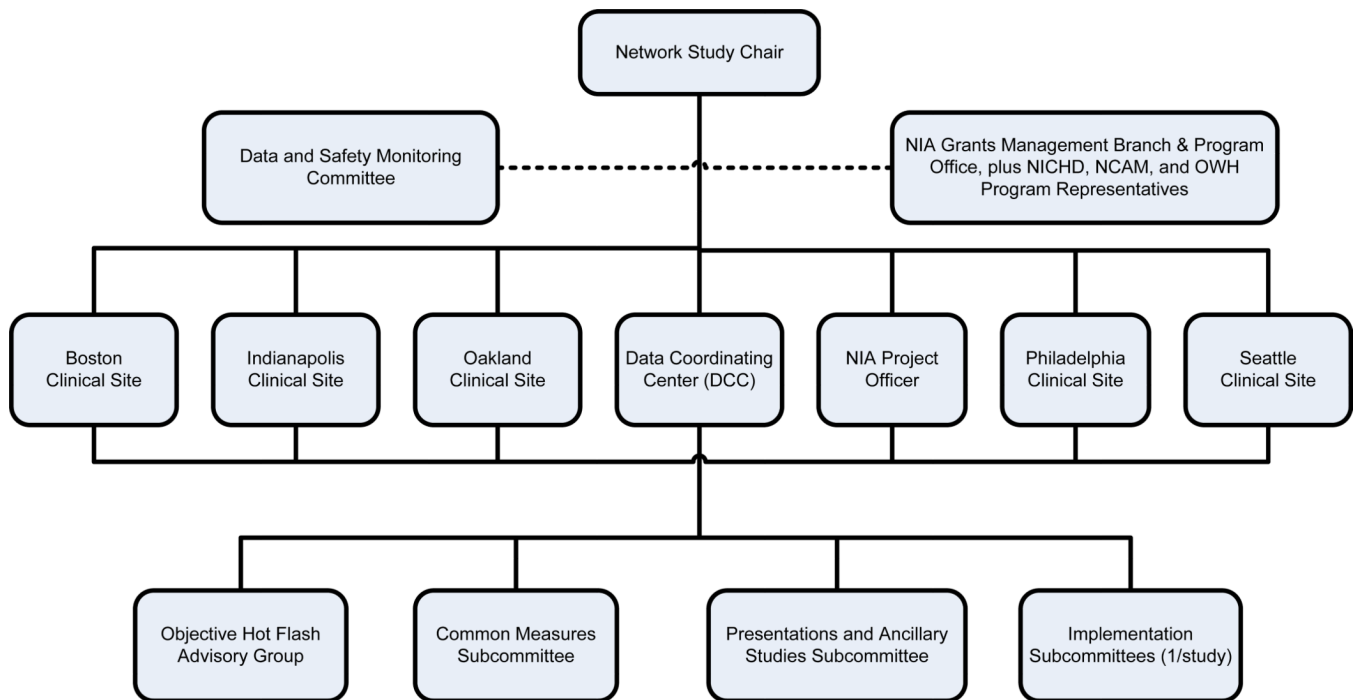 Network Study Chair
Data and Safety Monitoring
Committee
NIA Grants Management Branch & Program
Office, plus NICHD, NCAM, and OWH
Program Representatives
Boston
Clinical Site
Indianapolis
Clinical Site
Oakland
Clinical Site
Data Coordinating
Center (DCC)
NIA Project
Officer
Philadelphia
Clinical Site
Seattle
Clinical Site
Objective Hot Flash
Advisory Group
Common Measures
Subcommittee
Presentations and Ancillary
Studies Subcommittee
Implementation
Subcommittees (1/study)